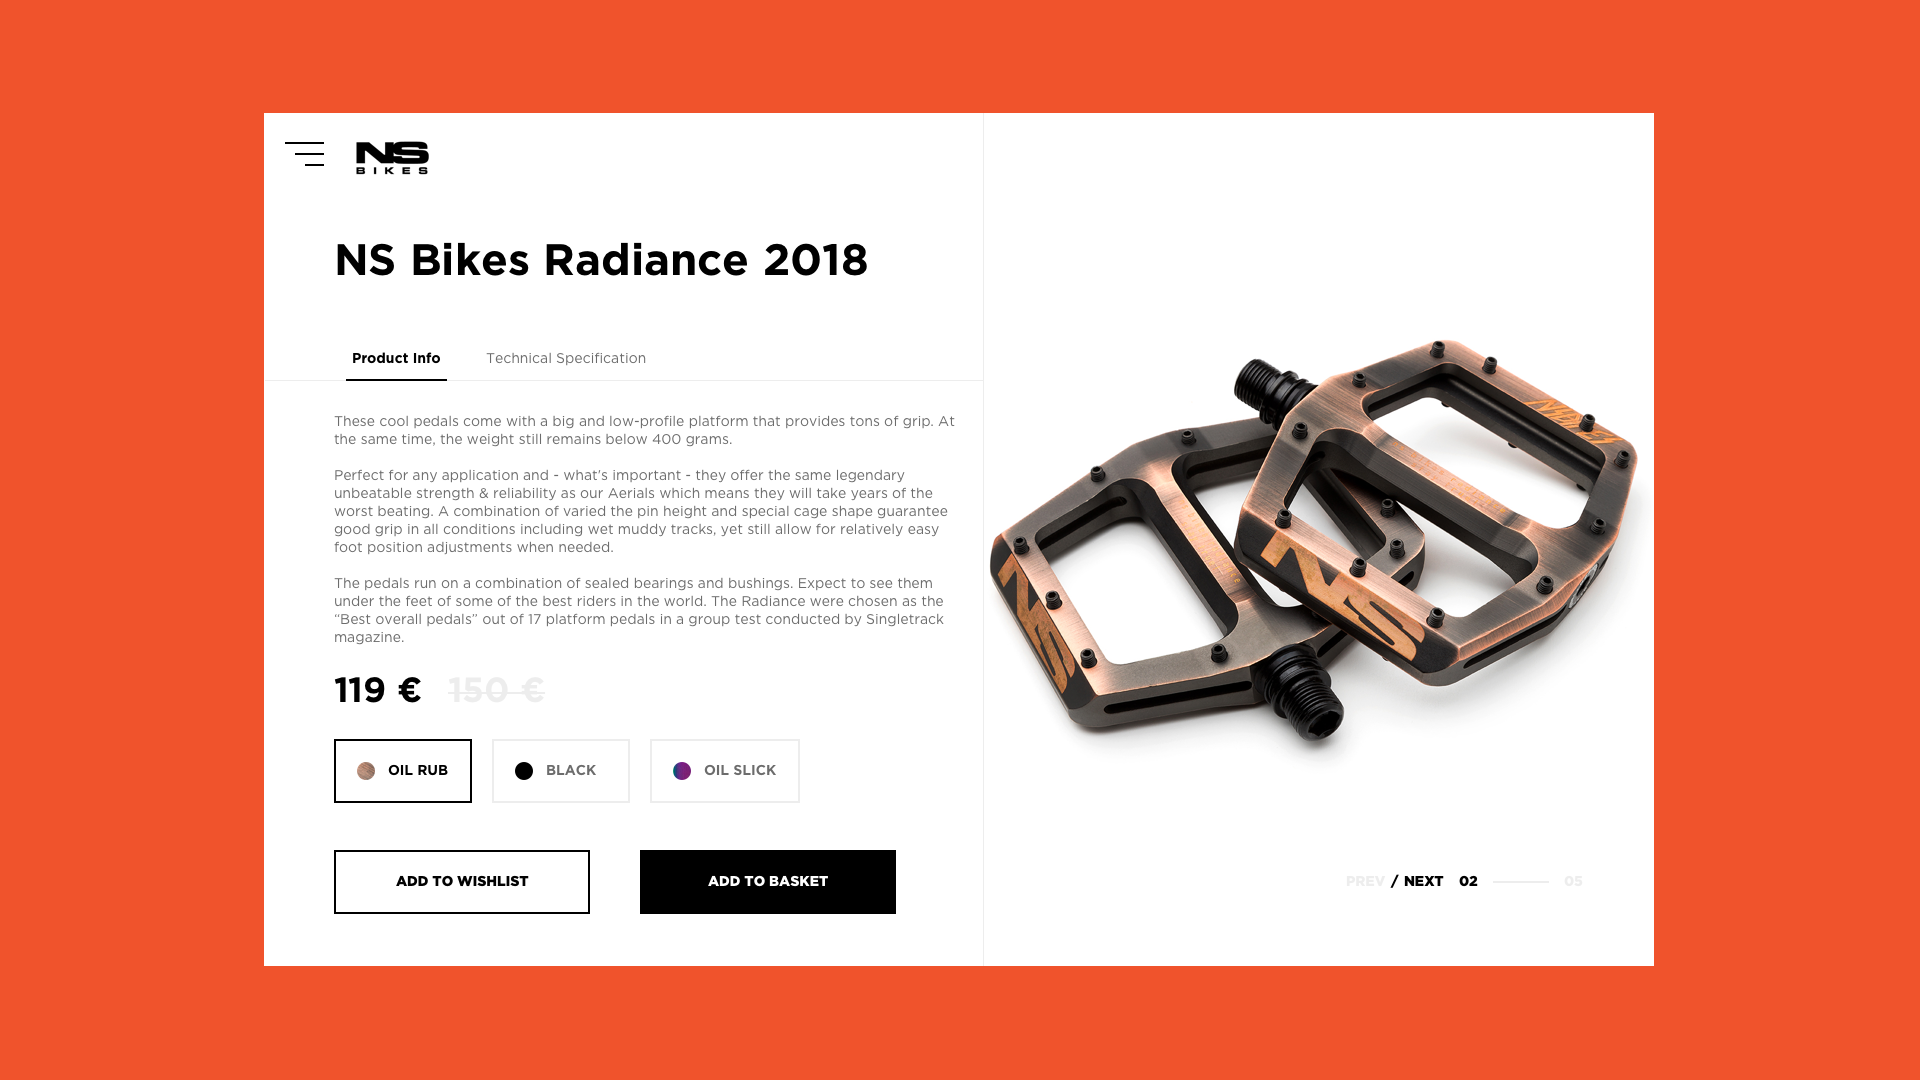 NS
BIKES
NS Bikes Radiance 2018
Product Info
Technical Specification
These cool pedals come with a big and low-profile platform that provides tons of grip. At
the same time, the weight still remains below 400 grams.
Perfect for any application and - what's important - they offer the same legendary
unbeatable strength & reliability as our Aerials which means they will take years of the
worst beating. A combination of varied the pin height and special cage shape guarantee
good grip in all conditions including wet muddy tracks, yet still allow for relatively easy
foot position adjustments when needed.
The pedals run on a combination of sealed bearings and bushings. Expect to see them
under the feet of some of the best riders in the world. The Radiance were chosen as the
“Best overall pedals” out of 17 platform pedals in a group test conducted by Singletrack
magazine.
119 € 150 €
OIL RUB
BLACK
OIL SLICK
ADD TO WISHLIST
ADD TO BASKET
NS
NS
PREV / NEXT 02 05